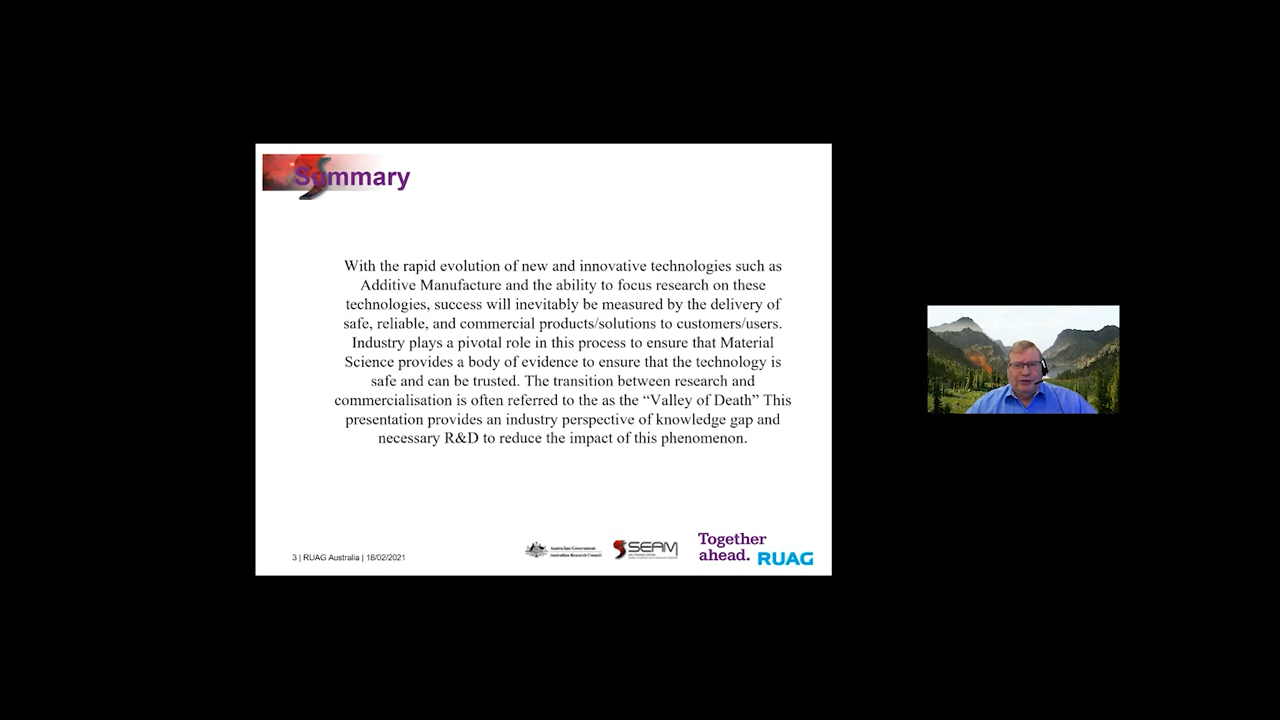 Summary
With the rapid evolution of new and innovative technologies such as
Additive Manufacture and the ability to focus research on these
technologies, success will inevitably be measured by the delivery of
safe, reliable, and commercial products/solutions to customers/users.
Industry plays a pivotal role in this process to ensure that Material
Science provides a body of evidence to ensure that the technology is
safe and can be trusted. The transition between research and
commercialisation is often referred to the as the “Valley of Death” This
presentation provides an industry perspective of knowledge gap and
necessary R&D to reduce the impact of this phenomenon.
3 | RUAG Australia | 18/02/2021
Australian Government
Australian Research Council
SEAM
Together
ahead. RUAG